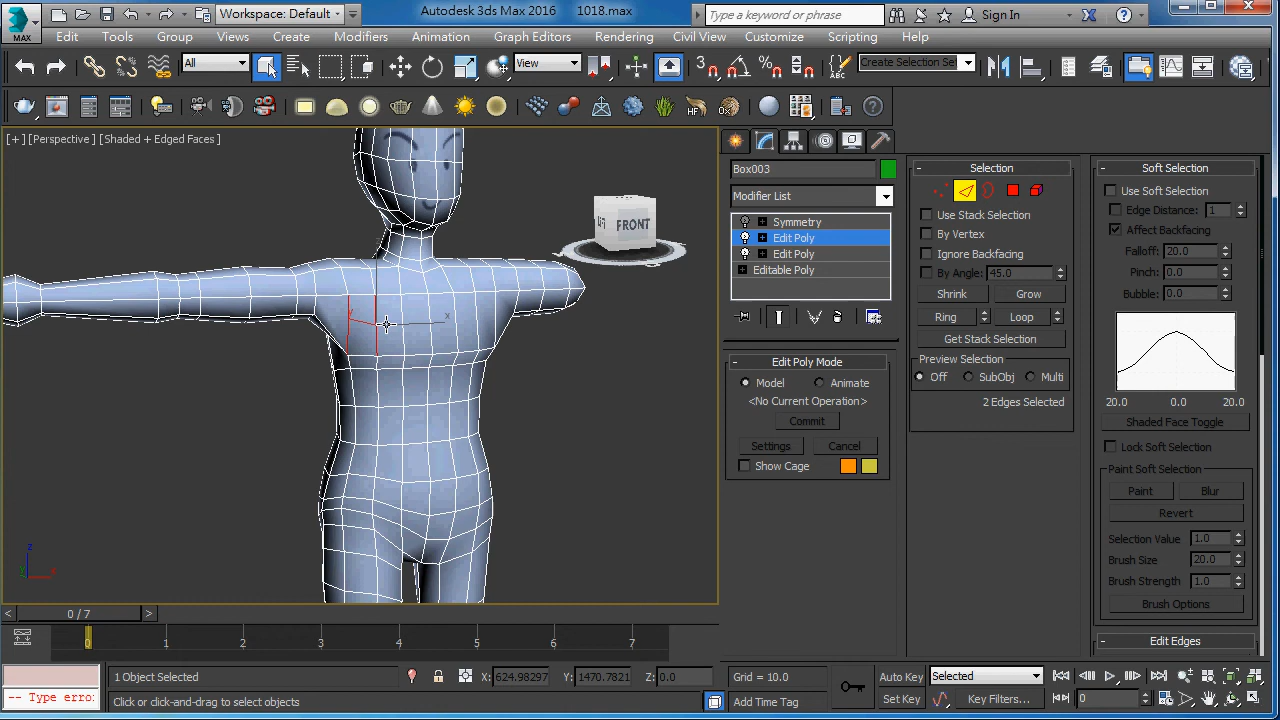 MAX
Workspace: Default
Autodesk 3ds Max 2016 1018.max
Type a keyword or phrase
Sign In
Edit Tools Group Views Create Modifiers Animation Graph Editors Rendering Civil View Customize Scripting Help
All
View
3
Create Selection Se
ABC
HF
[+] [Perspective] [Shaded + Edged Faces]
FRONT
x
y
z
x
Box003
Modifier List
Symmetry
Edit Poly
Edit Poly
Editable Poly
- Edit Poly Mode
Model Animate
<No Current Operation>
Commit
Settings Cancel
Show Cage
- Selection
Use Stack Selection
By Vertex
Ignore Backfacing
By Angle: 45.0
Shrink Grow
Ring Loop
Get Stack Selection
Preview Selection
Off SubObj Multi
2 Edges Selected
- Soft Selection
Use Soft Selection
Edge Distance: 1
Affect Backfacing
Falloff: 20.0
Pinch: 0.0
Bubble: 0.0
20.0 0.0 20.0
Shaded Face Toggle
Lock Soft Selection
Paint Soft Selection
Paint Blur
Revert
Selection Value 1.0
Brush Size 20.0
Brush Strength 1.0
Brush Options
- Edit Edges
< 0 / 7 >
0 1 2 3 4 5 6 7
1 Object Selected
X: 624.98297 Y: 1470.7821 Z: 0.0
Grid = 10.0
Auto Key Selected
-- Type erro:
Click or click-and-drag to select objects
Add Time Tag
Set Key Key Filters...
0